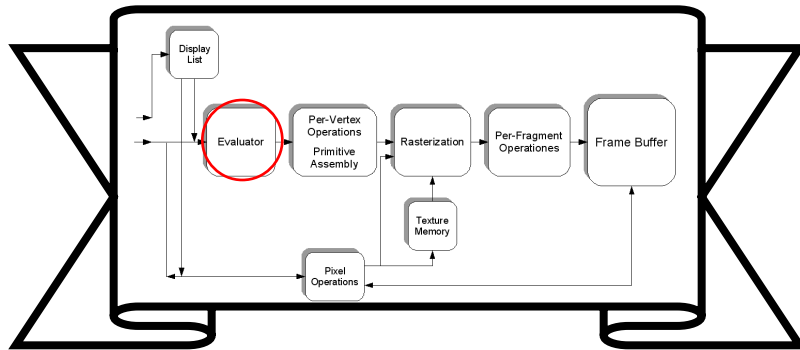 Display
List
Evaluator
Per-Vertex
Operations
Primitive
Assembly
Rasterization
Per-Fragment
Operationes
Frame Buffer
Texture
Memory
Pixel
Operations